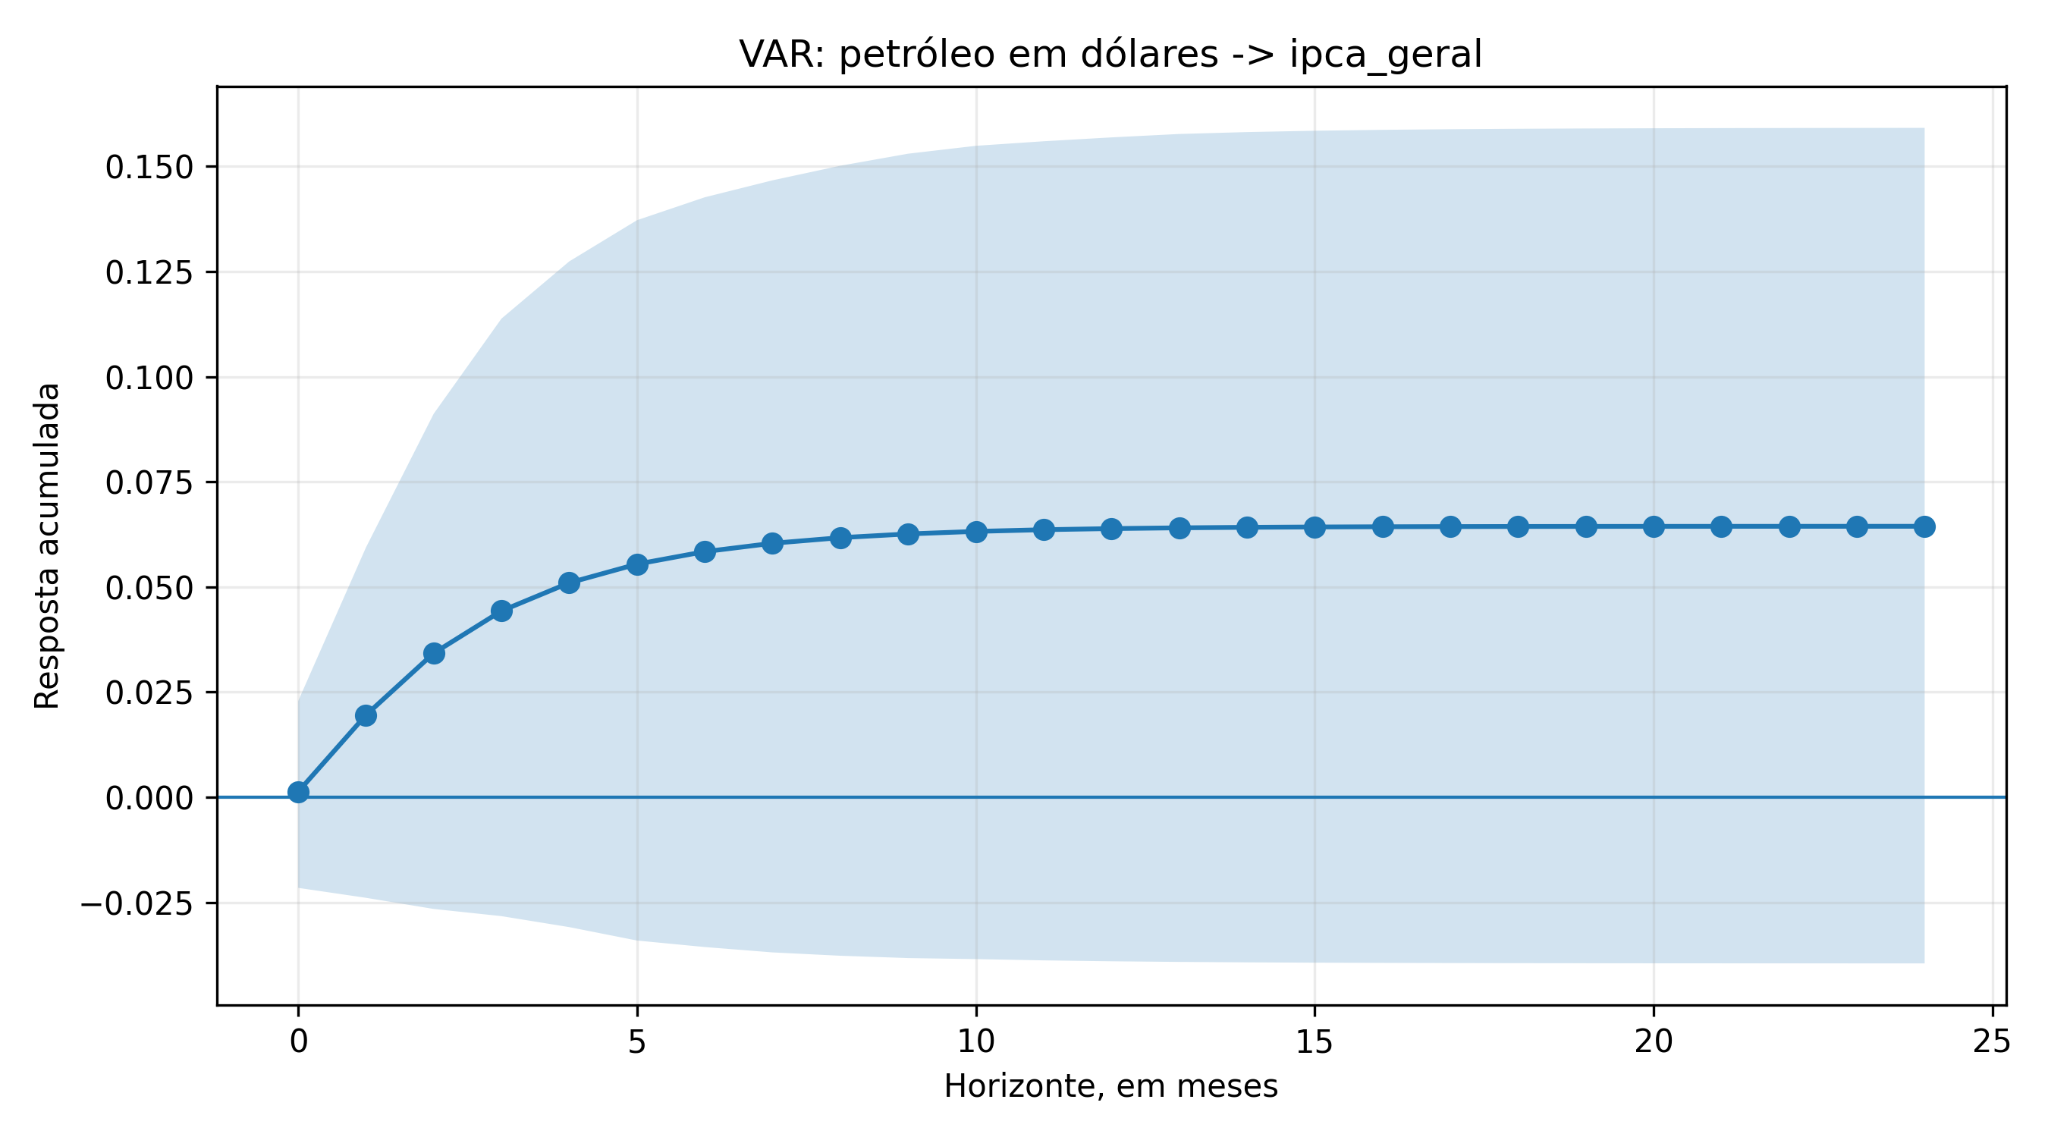 VAR: petróleo em dólares -> ipca_geral
Resposta acumulada
0.150
0.125
0.100
0.075
0.050
0.025
0.000
−0.025
0 5 10 15 20 25
Horizonte, em meses